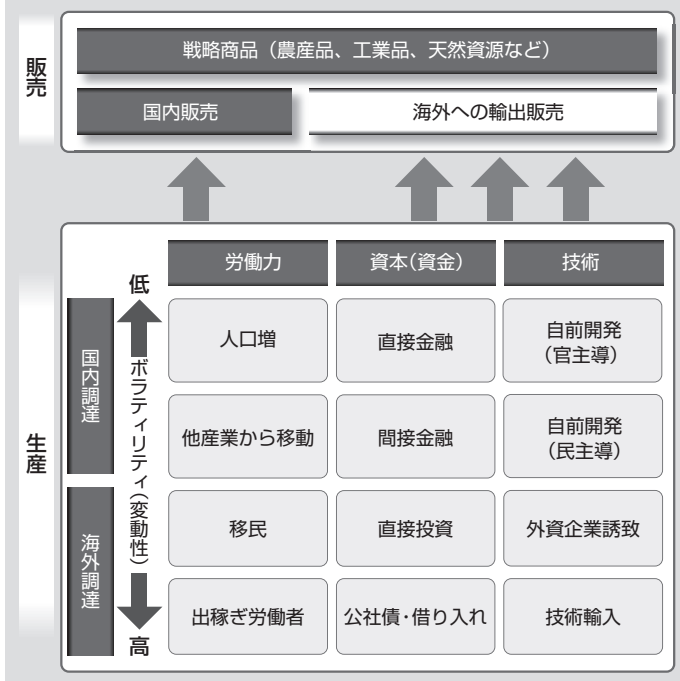 販売
戦略商品（農産品、工業品、天然資源など）
国内販売
海外への輸出販売
生産
労働力
資本（資金）
技術
低
ボラティリティ（変動性）
高
国内調達
人口増
直接金融
自前開発
（官主導）
他産業から移動
間接金融
自前開発
（民主導）
海外調達
移民
直接投資
外資企業誘致
出稼ぎ労働者
公社債・借り入れ
技術輸入